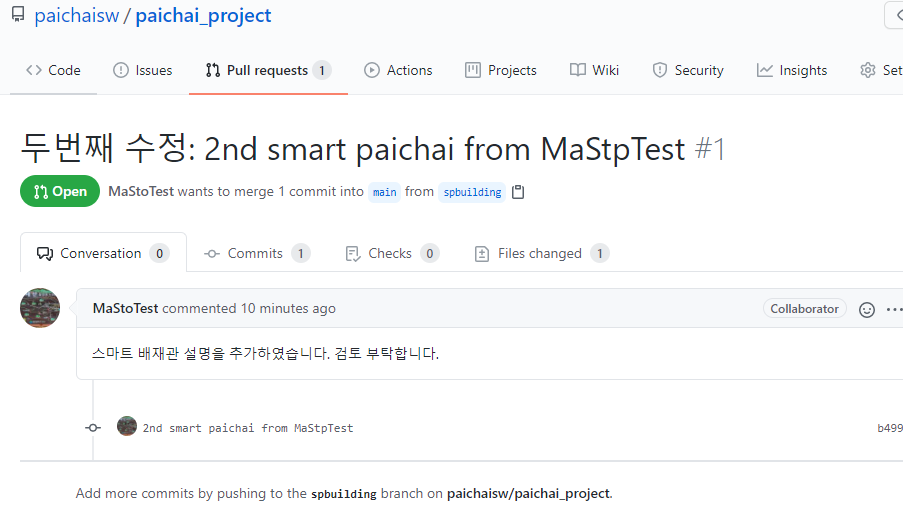 paichaisw / paichai_project
Code Issues Pull requests 1 Actions Projects Wiki Security Insights
두번째 수정: 2nd smart paichai from MaStpTest #1
Open MaStoTest wants to merge 1 commit into main from spbuilding
Conversation 0 Commits 1 Checks 0 Files changed 1
MaStoTest commented 10 minutes ago Collaborator
스마트 배재관 설명을 추가하였습니다. 검토 부탁합니다.
2nd smart paichai from MaStpTest b499
Add more commits by pushing to the spbuilding branch on paichaisw/paichai_project.